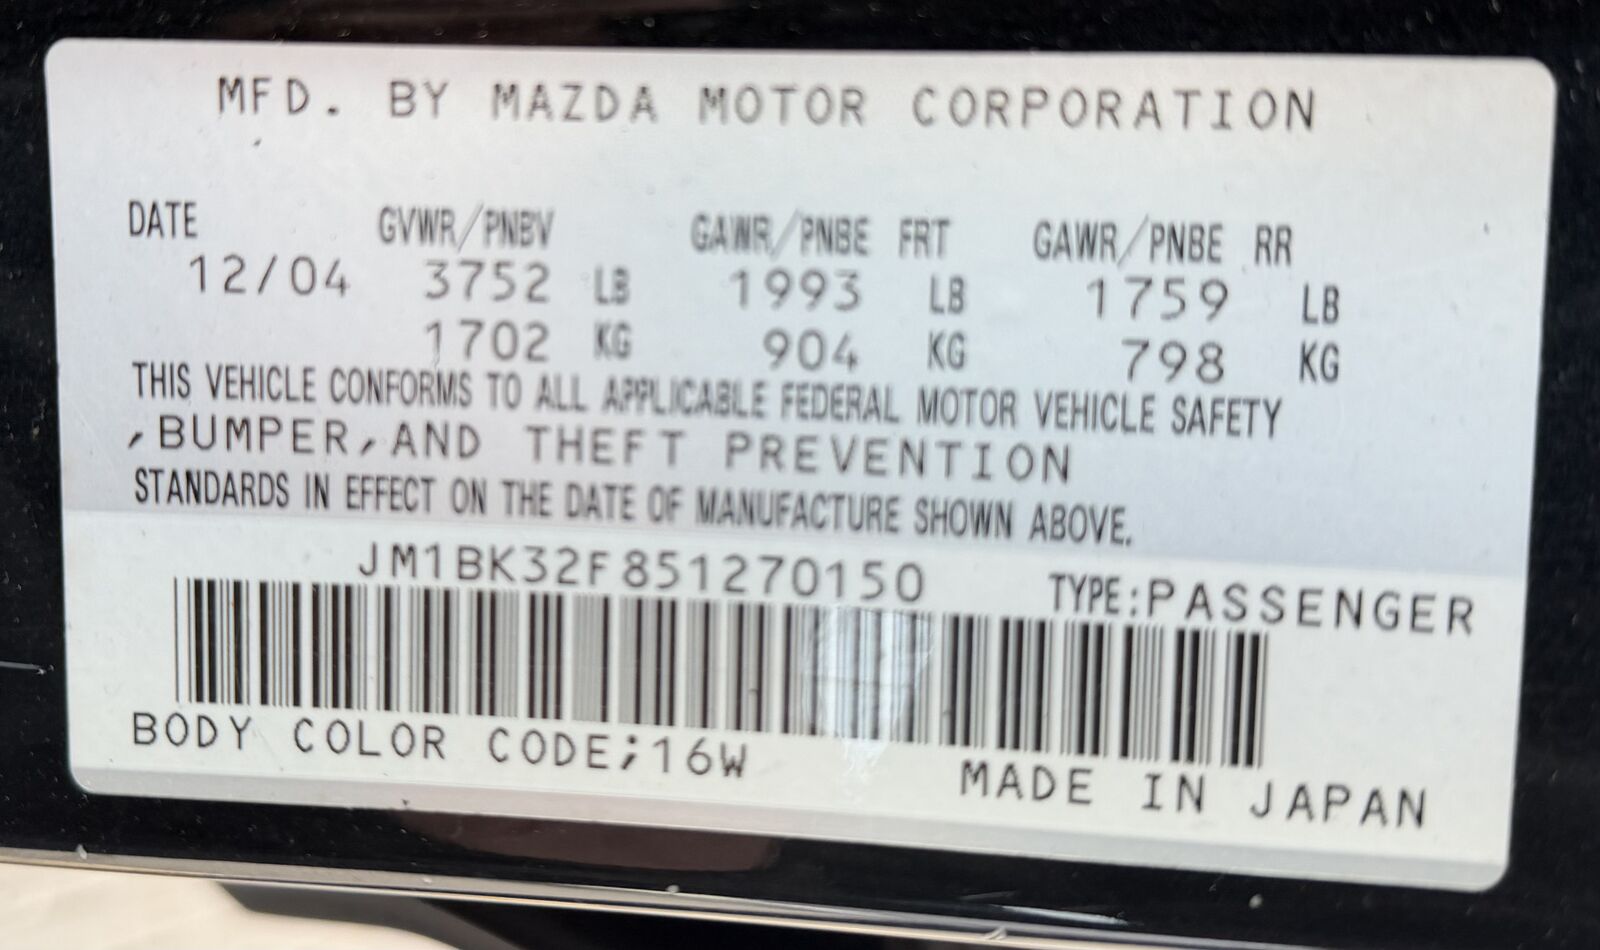 MFD. BY MAZDA MOTOR CORPORATION
DATE GVWR/PNBV GAWR/PNBE FRT GAWR/PNBE RR
12/04 3752 LB 1993 LB 1759 LB
1702 KG 904 KG 798 KG
THIS VEHICLE CONFORMS TO ALL APPLICABLE FEDERAL MOTOR VEHICLE SAFETY
,BUMPER,AND THEFT PREVENTION
STANDARDS IN EFFECT ON THE DATE OF MANUFACTURE SHOWN ABOVE.
JM1BK32F851270150 TYPE:PASSENGER
BODY COLOR CODE;16W MADE IN JAPAN